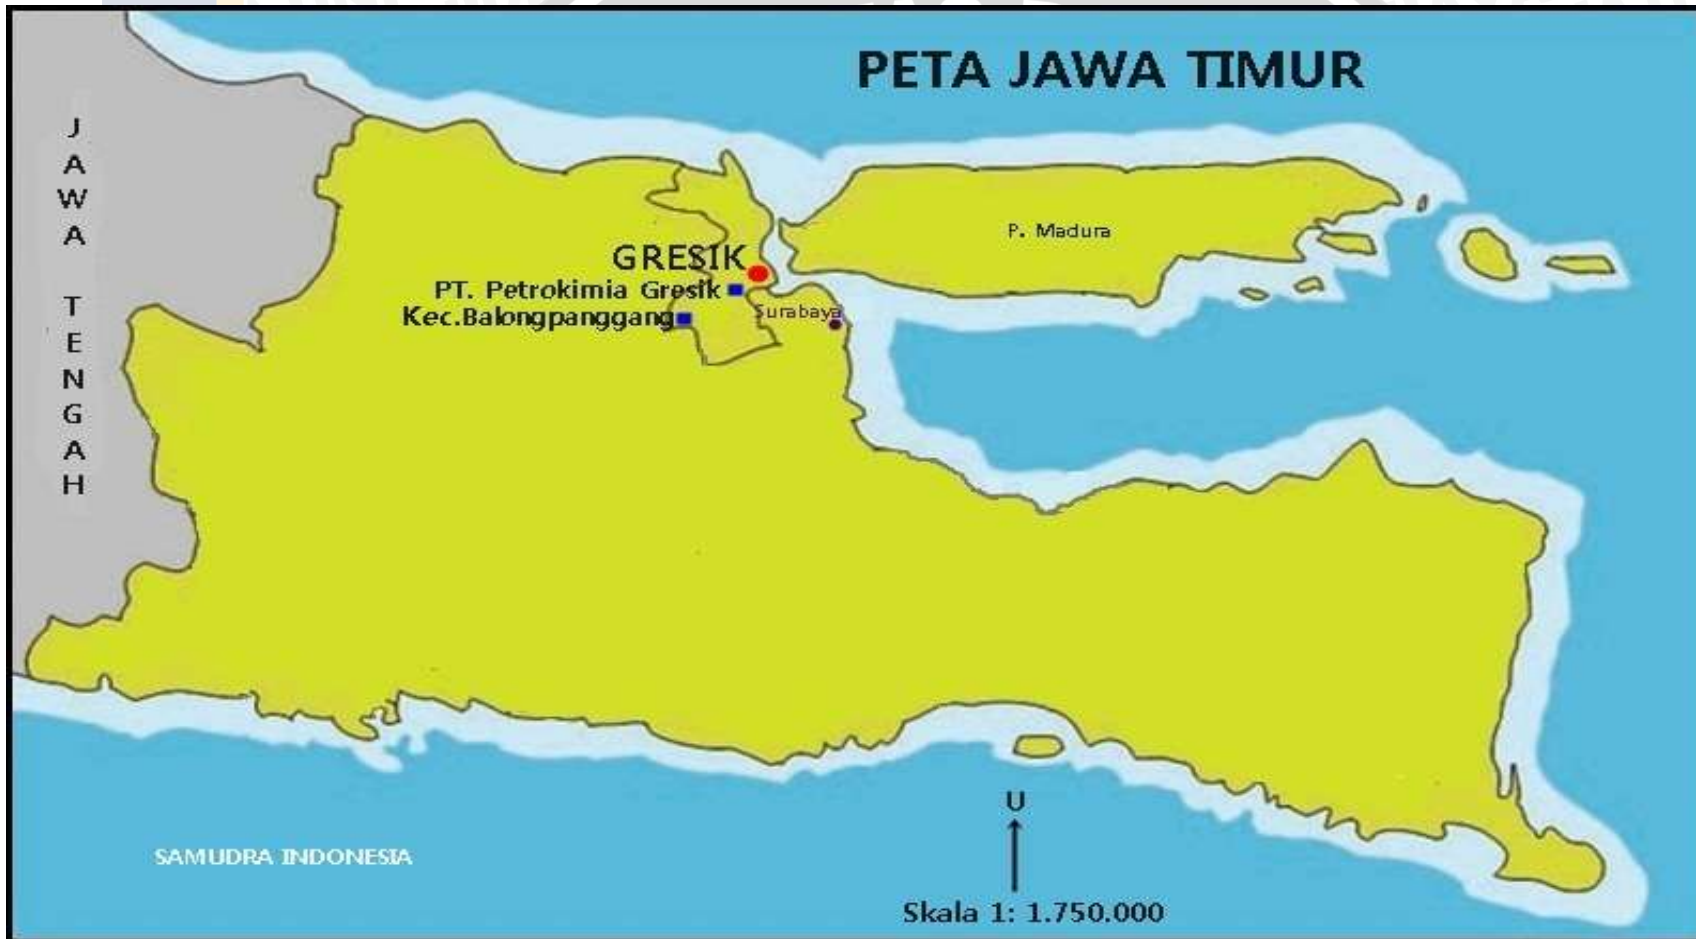 PETA JAWA TIMUR
JAWA TENGAH
P. Madura
GRESIK
PT. Petrokimia Gresik
Kec.Balongpanggang
Surabaya
U
SAMUDRA INDONESIA
Skala 1: 1.750.000